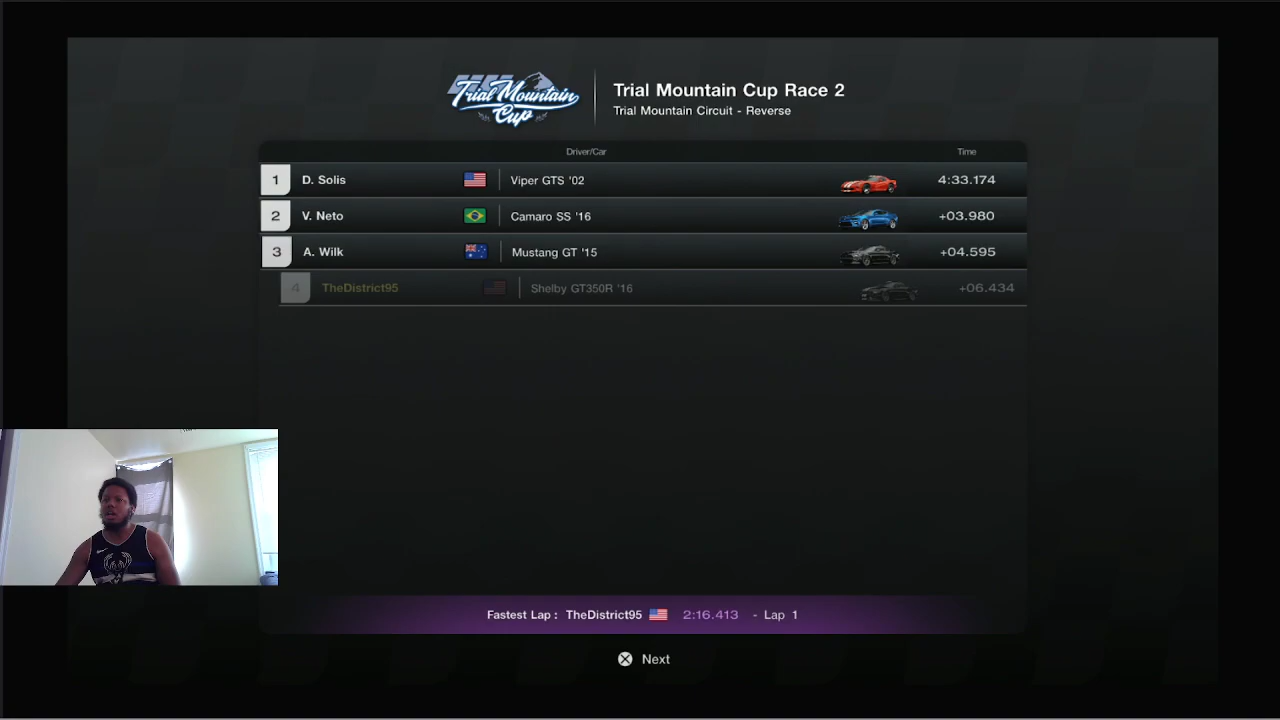 Trial Mountain Cup
Trial Mountain Cup Race 2
Trial Mountain Circuit - Reverse
Driver/Car Time
1 D. Solis Viper GTS '02 4:33.174
2 V. Neto Camaro SS '16 +03.980
3 A. Wilk Mustang GT '15 +04.595
4 TheDistrict95 Shelby GT350R '16 +06.434
Fastest Lap : TheDistrict95 2:16.413 - Lap 1
Next